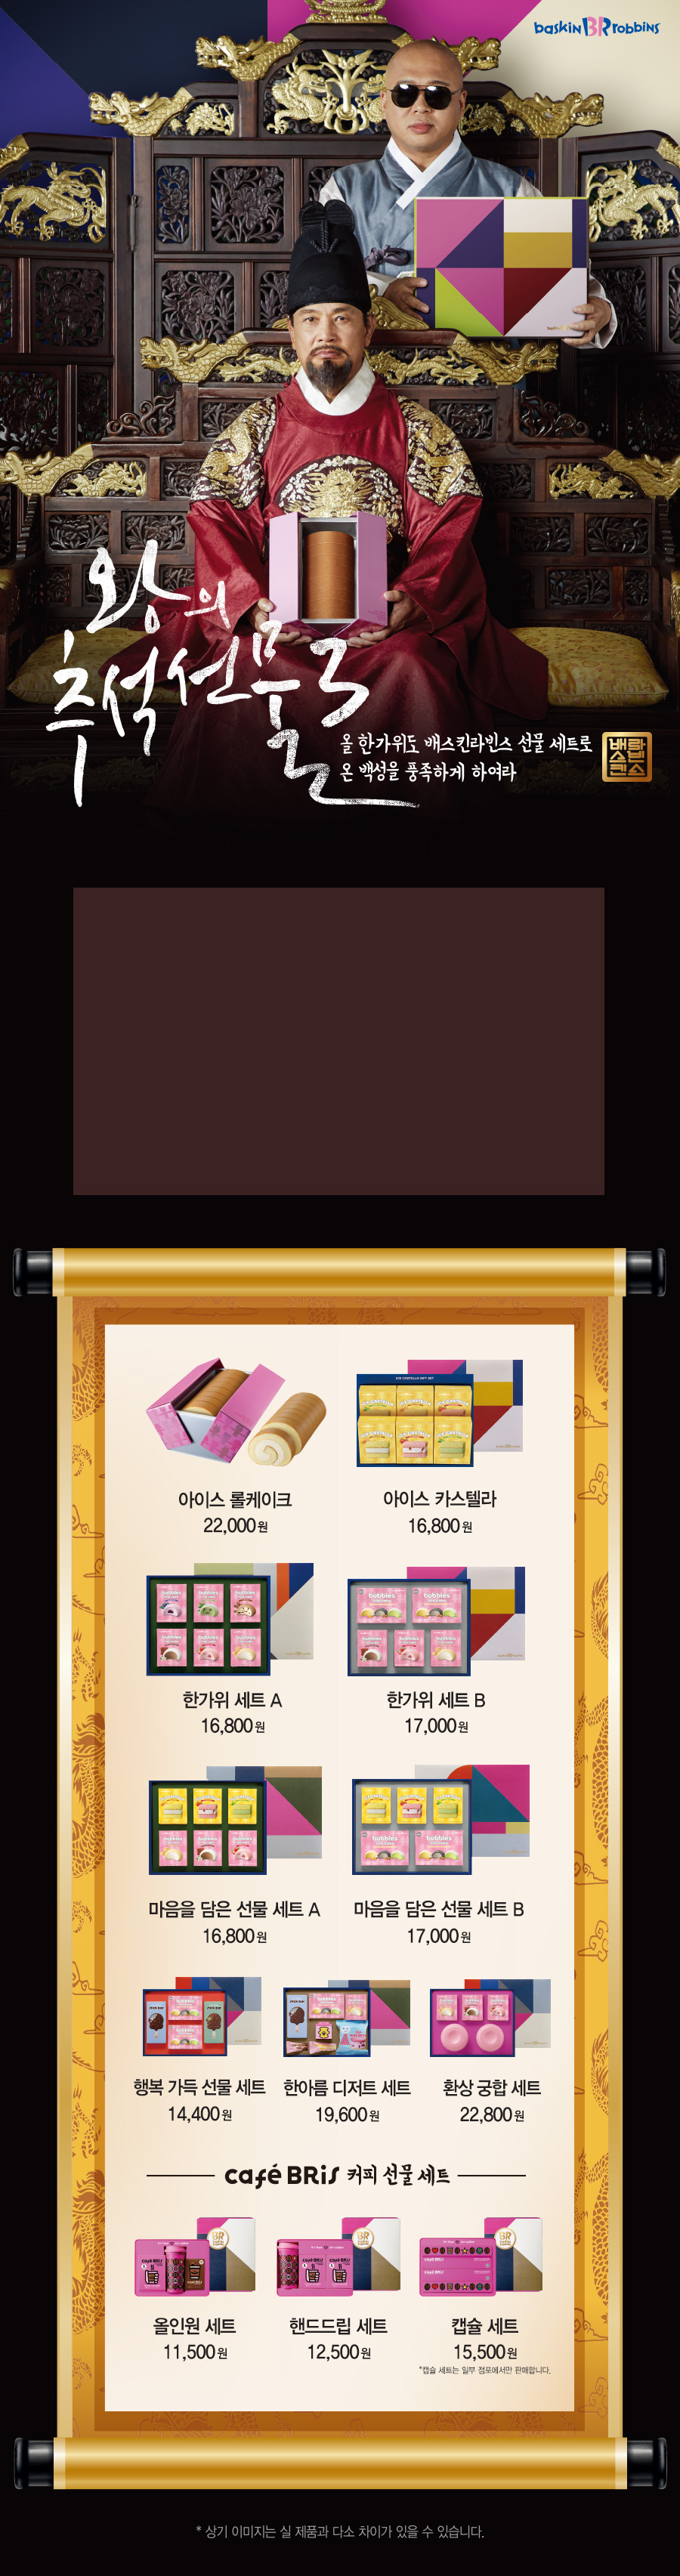 baskin BR robbins
왕의
추석선물
올 한가위도 배스킨라빈스 선물 세트로
온 백성을 풍족하게 하여라
배스킨라빈스
아이스 롤케이크
22,000원
아이스 카스텔라
16,800원
한가위 세트 A
16,800원
한가위 세트 B
17,000원
마음을 담은 선물 세트 A
16,800원
마음을 담은 선물 세트 B
17,000원
행복 가득 선물 세트
14,400원
한아름 디저트 세트
19,600원
환상 궁합 세트
22,800원
café BRiS 커피 선물 세트
올인원 세트
11,500원
핸드드립 세트
12,500원
캡슐 세트
15,500원
*캡슐 세트는 일부 점포에서만 판매합니다.
* 상기 이미지는 실 제품과 다소 차이가 있을 수 있습니다.